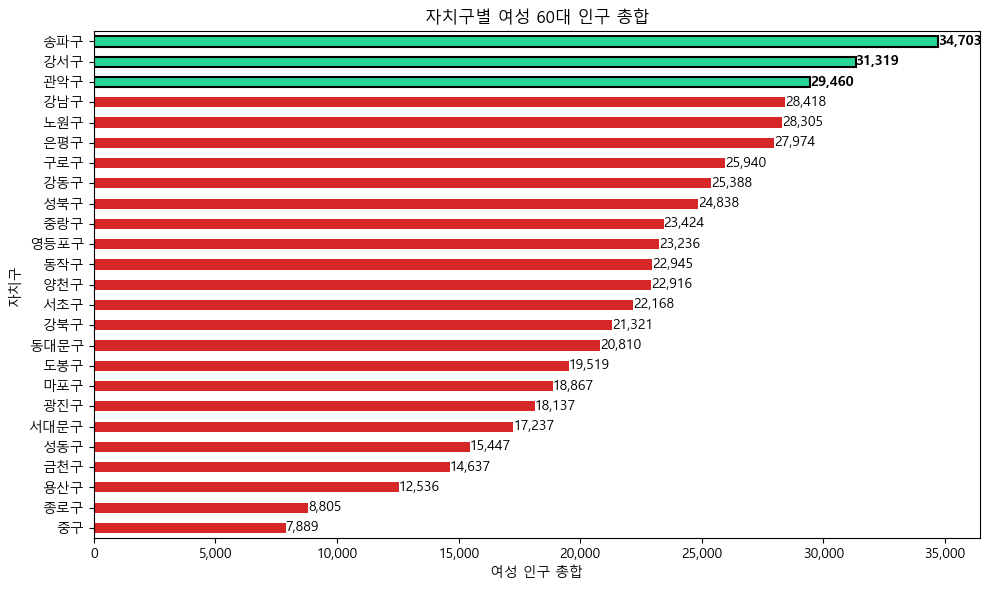 자치구별 여성 60대 인구 총합
자치구
송파구 34,703
강서구 31,319
관악구 29,460
강남구 28,418
노원구 28,305
은평구 27,974
구로구 25,940
강동구 25,388
성북구 24,838
중랑구 23,424
영등포구 23,236
동작구 22,945
양천구 22,916
서초구 22,168
강북구 21,321
동대문구 20,810
도봉구 19,519
마포구 18,867
광진구 18,137
서대문구 17,237
성동구 15,447
금천구 14,637
용산구 12,536
종로구 8,805
중구 7,889
0 5,000 10,000 15,000 20,000 25,000 30,000 35,000
여성 인구 총합